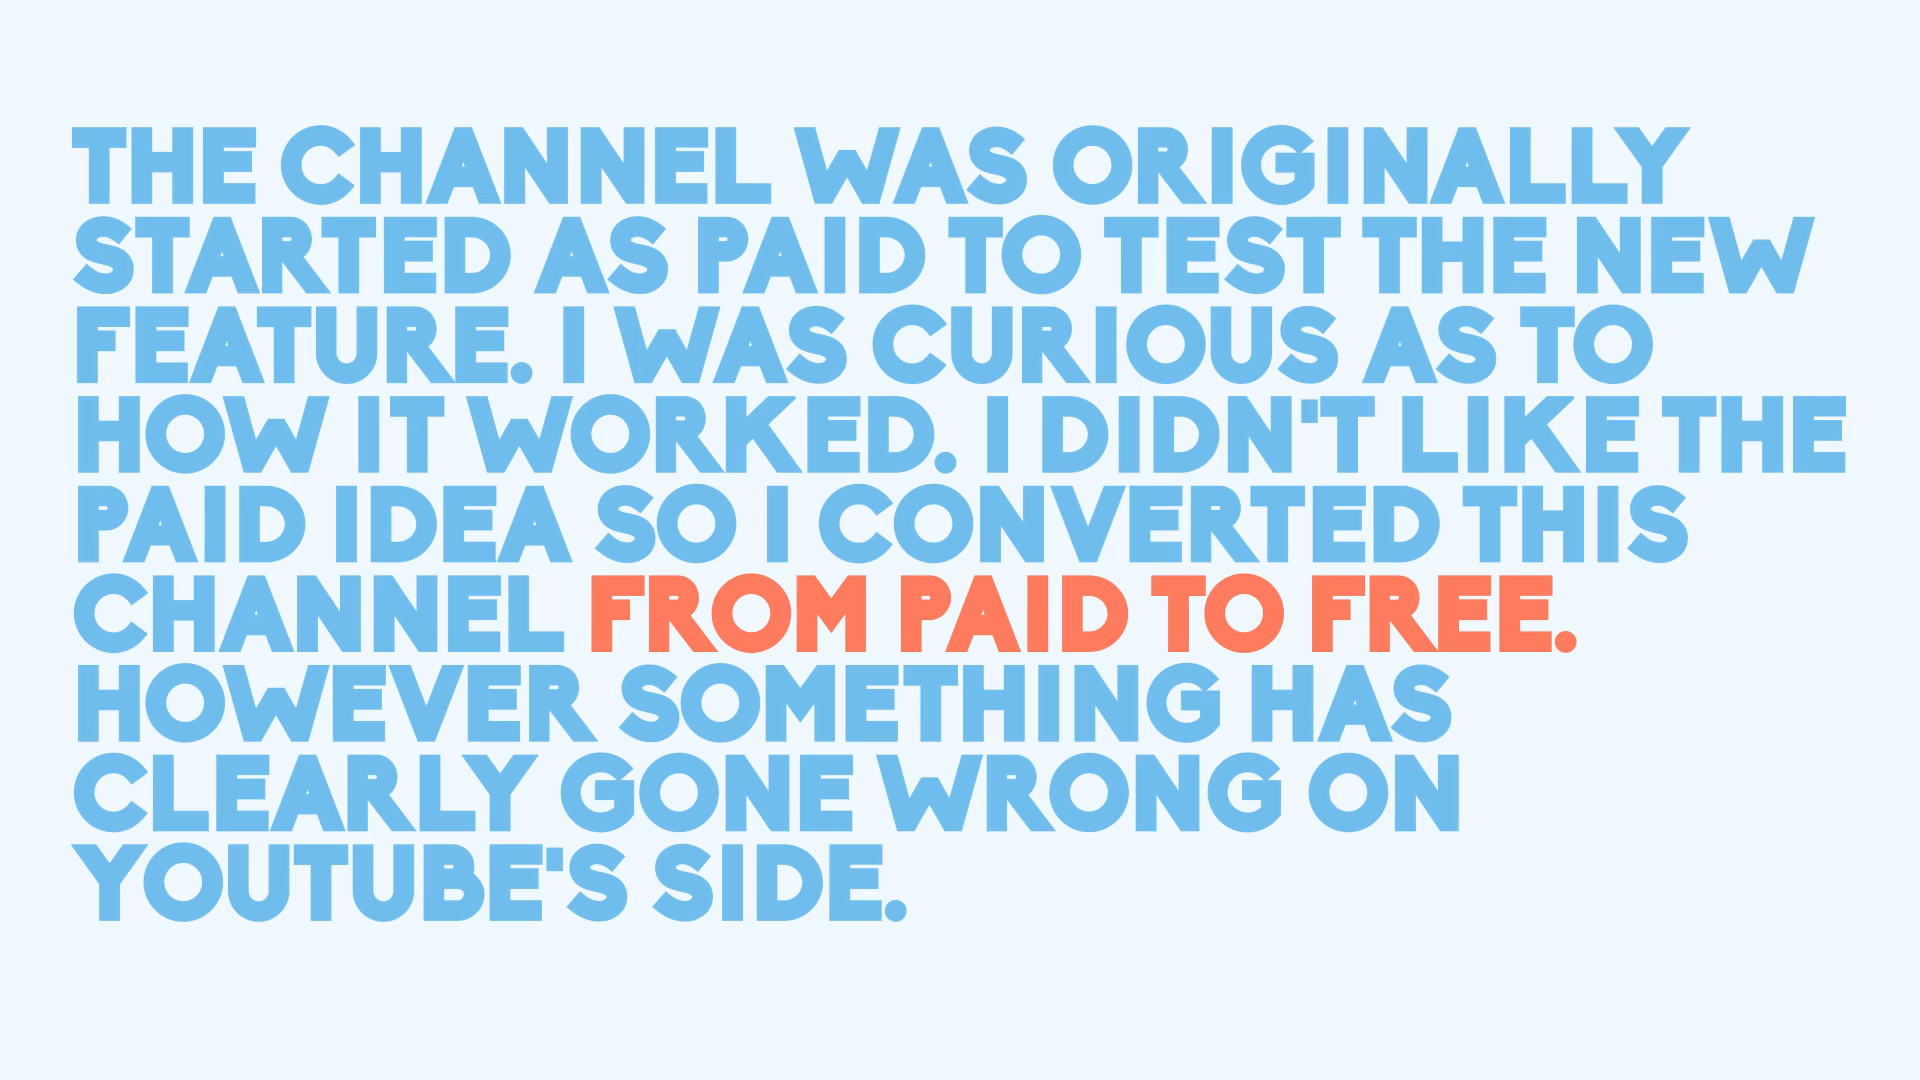 THE CHANNEL WAS ORIGINALLY
STARTED AS PAID TO TEST THE NEW
FEATURE. I WAS CURIOUS AS TO
HOW IT WORKED. I DIDN'T LIKE THE
PAID IDEA SO I CONVERTED THIS
CHANNEL FROM PAID TO FREE.
HOWEVER SOMETHING HAS
CLEARLY GONE WRONG ON
YOUTUBE'S SIDE.